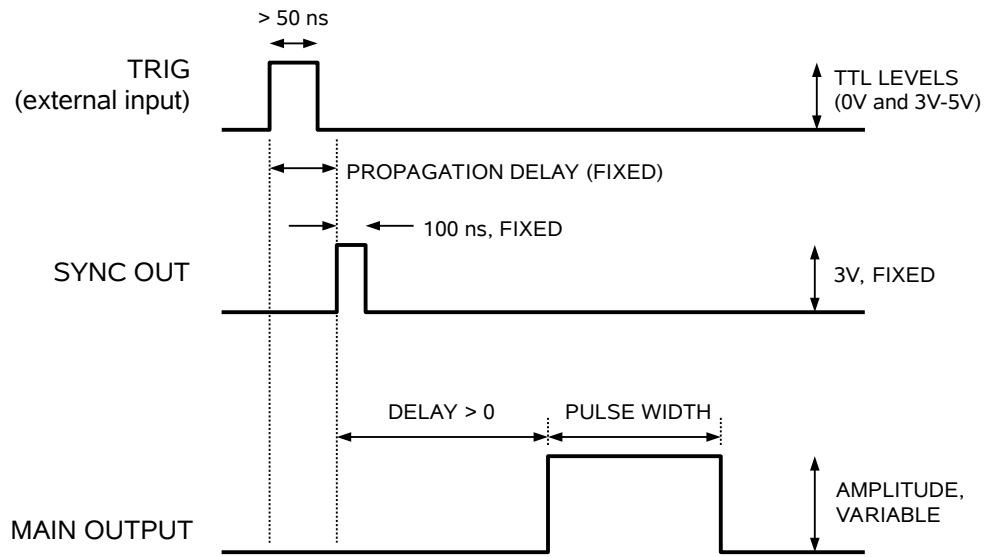 > 50 ns
TRIG
(external input)
TTL LEVELS
(0V and 3V-5V)
PROPAGATION DELAY (FIXED)
100 ns, FIXED
SYNC OUT
3V, FIXED
DELAY > 0
PULSE WIDTH
AMPLITUDE,
VARIABLE
MAIN OUTPUT